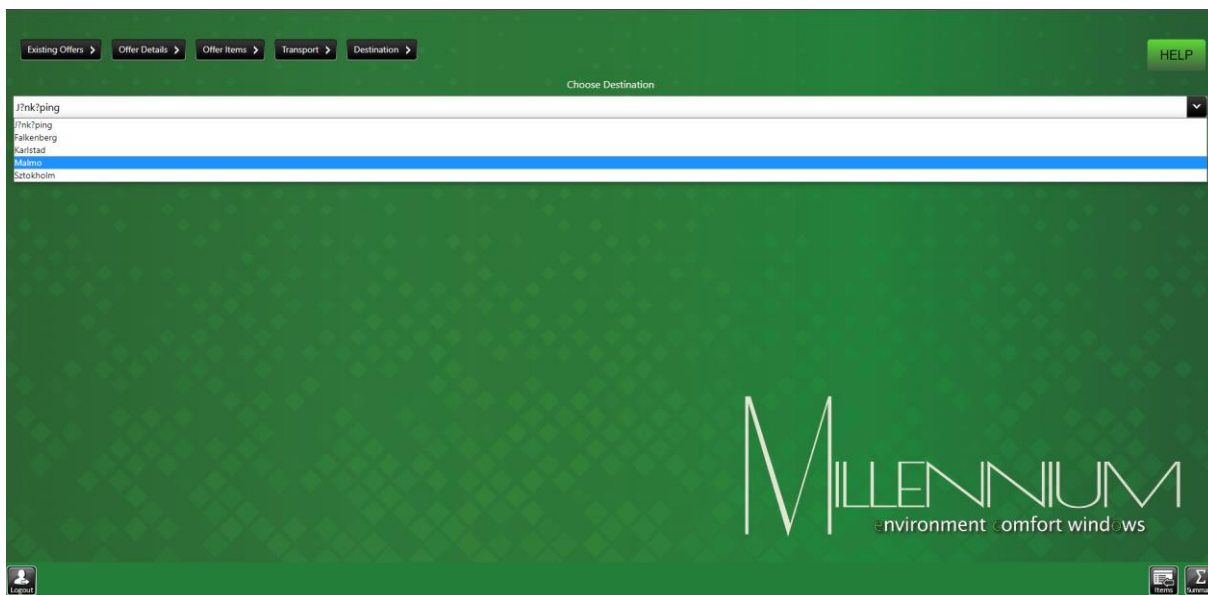 Existing Offers Offer Details Offer Items Transport Destination
HELP
Choose Destination
J?nk?ping
J?nk?ping
Falkenberg
Karlstad
Malmo
Sztokholm
MILLENNIUM
environment comfort windows
Logout Items